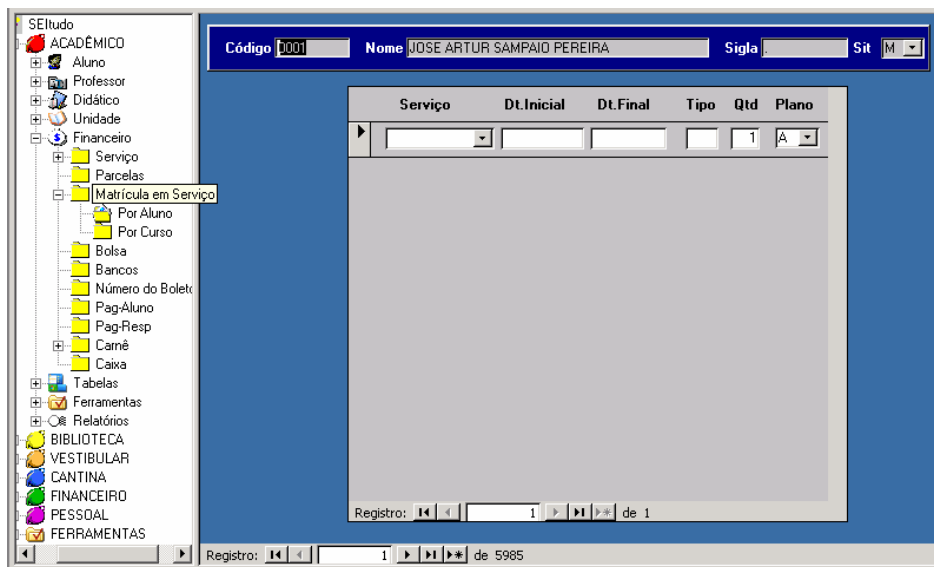 SEItudo
ACADÊMICO
Aluno
Professor
Didático
Unidade
Financeiro
Serviço
Parcelas
Matrícula em Serviço
Por Aluno
Por Curso
Bolsa
Bancos
Número do Boleto
Pag-Aluno
Pag-Resp
Carnê
Caixa
Tabelas
Ferramentas
Relatórios
BIBLIOTECA
VESTIBULAR
CANTINA
FINANCEIRO
PESSOAL
FERRAMENTAS
Código 0001 Nome JOSE ARTUR SAMPAIO PEREIRA Sigla . Sit M
Serviço Dt.Inicial Dt.Final Tipo Qtd Plano
1 A
Registro: 1 de 1
Registro: 1 de 5985